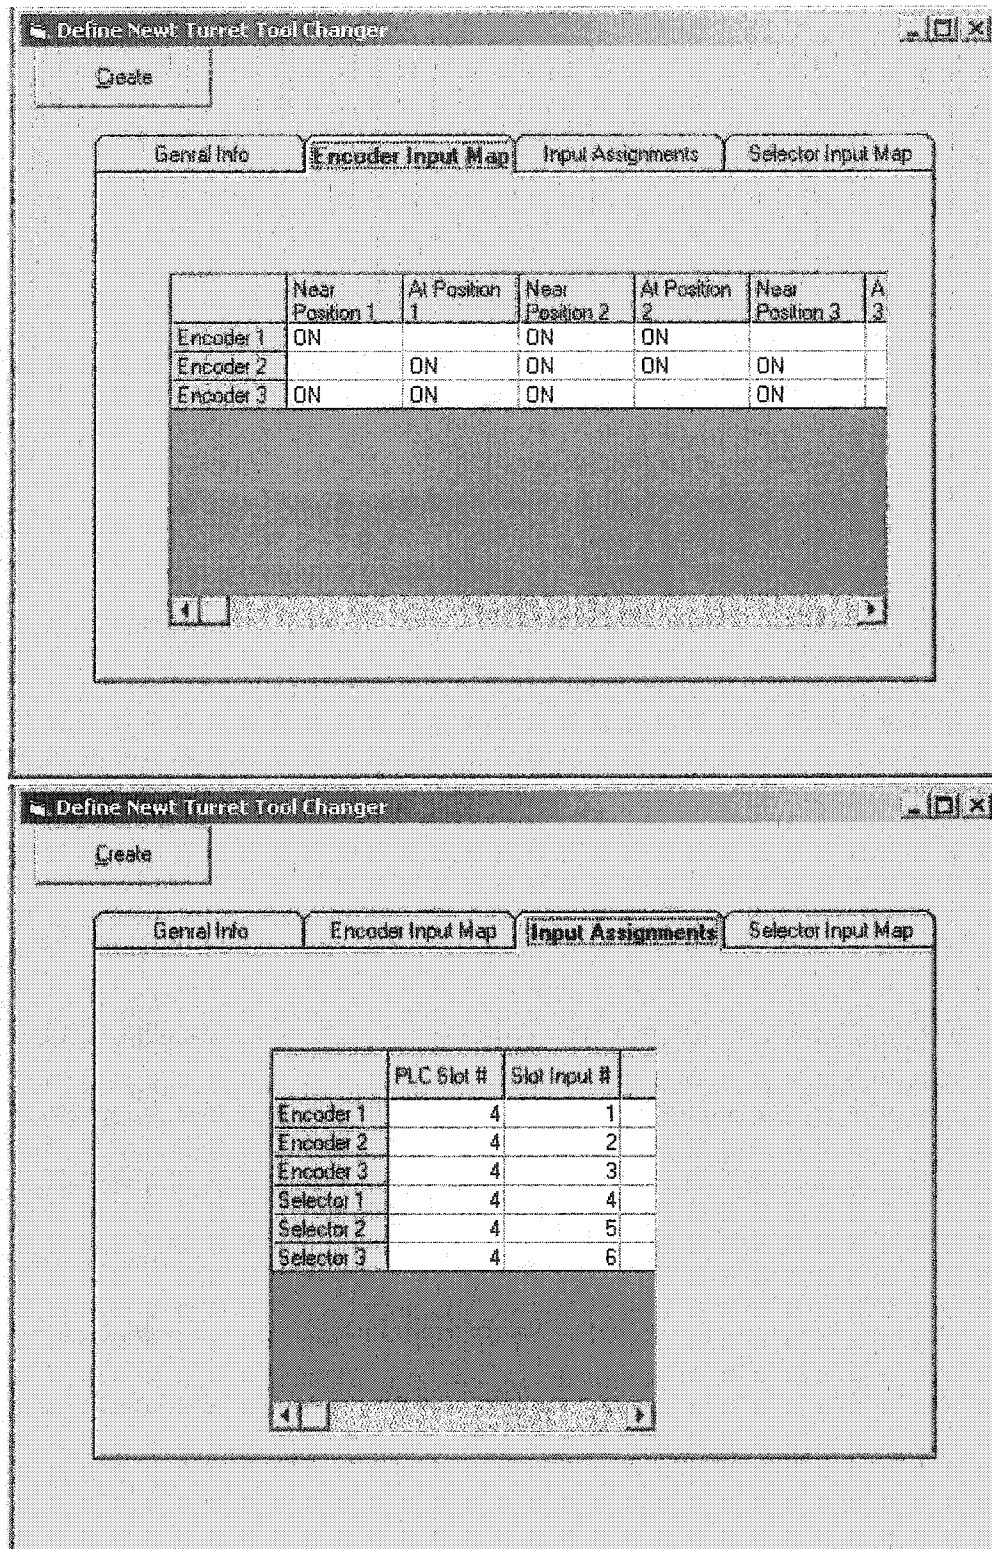 Define Newt Turret Tool Changer
Create
Genral Info Encoder Input Map Input Assignments Selector Input Map
Near Position 1 At Position 1 Near Position 2 At Position 2 Near Position 3 A 3
Encoder 1 ON ON ON
Encoder 2 ON ON ON ON
Encoder 3 ON ON ON ON
Define Newt Turret Tool Changer
Create
Genral Info Encoder Input Map Input Assignments Selector Input Map
PLC Slot # Slot Input #
Encoder 1 4 1
Encoder 2 4 2
Encoder 3 4 3
Selector 1 4 4
Selector 2 4 5
Selector 3 4 6